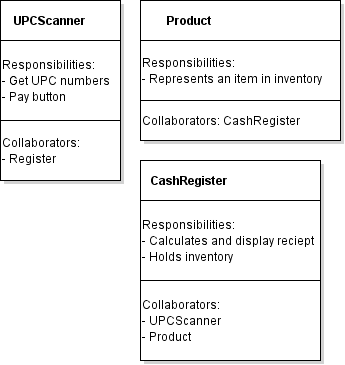 UPCScanner
Responsibilities:
- Get UPC numbers
- Pay button
Collaborators:
- Register
Product
Responsibilities:
- Represents an item in inventory
Collaborators: CashRegister
CashRegister
Responsibilities:
- Calculates and display reciept
- Holds inventory
Collaborators:
- UPCScanner
- Product